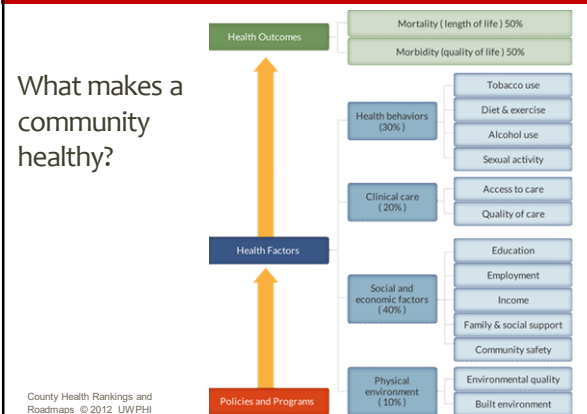 What makes a
community
healthy?
Health Outcomes
Mortality ( length of life ) 50%
Morbidity (quality of life ) 50%
Health Factors
Health behaviors
(30% )
Tobacco use
Diet & exercise
Alcohol use
Sexual activity
Clinical care
( 20% )
Access to care
Quality of care
Social and
economic factors
( 40% )
Education
Employment
Income
Family & social support
Community safety
Physical
environment
( 10% )
Environmental quality
Built environment
Policies and Programs
County Health Rankings and
Roadmaps © 2012 UWPHI